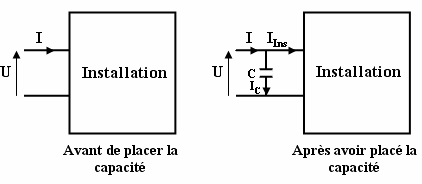 I
U
Installation
Avant de placer la
capacité
I I_Ins
U
C
I_C
Installation
Après avoir placé la
capacité